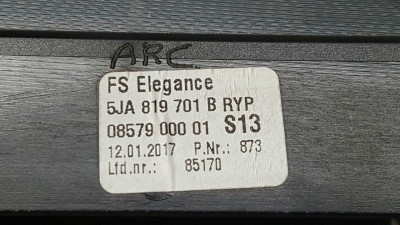 ARC
FS Elegance
5JA 819 701 B RYP
08579 000 01 S13
12.01.2017 P.Nr.: 873
Lfd.nr.: 85170